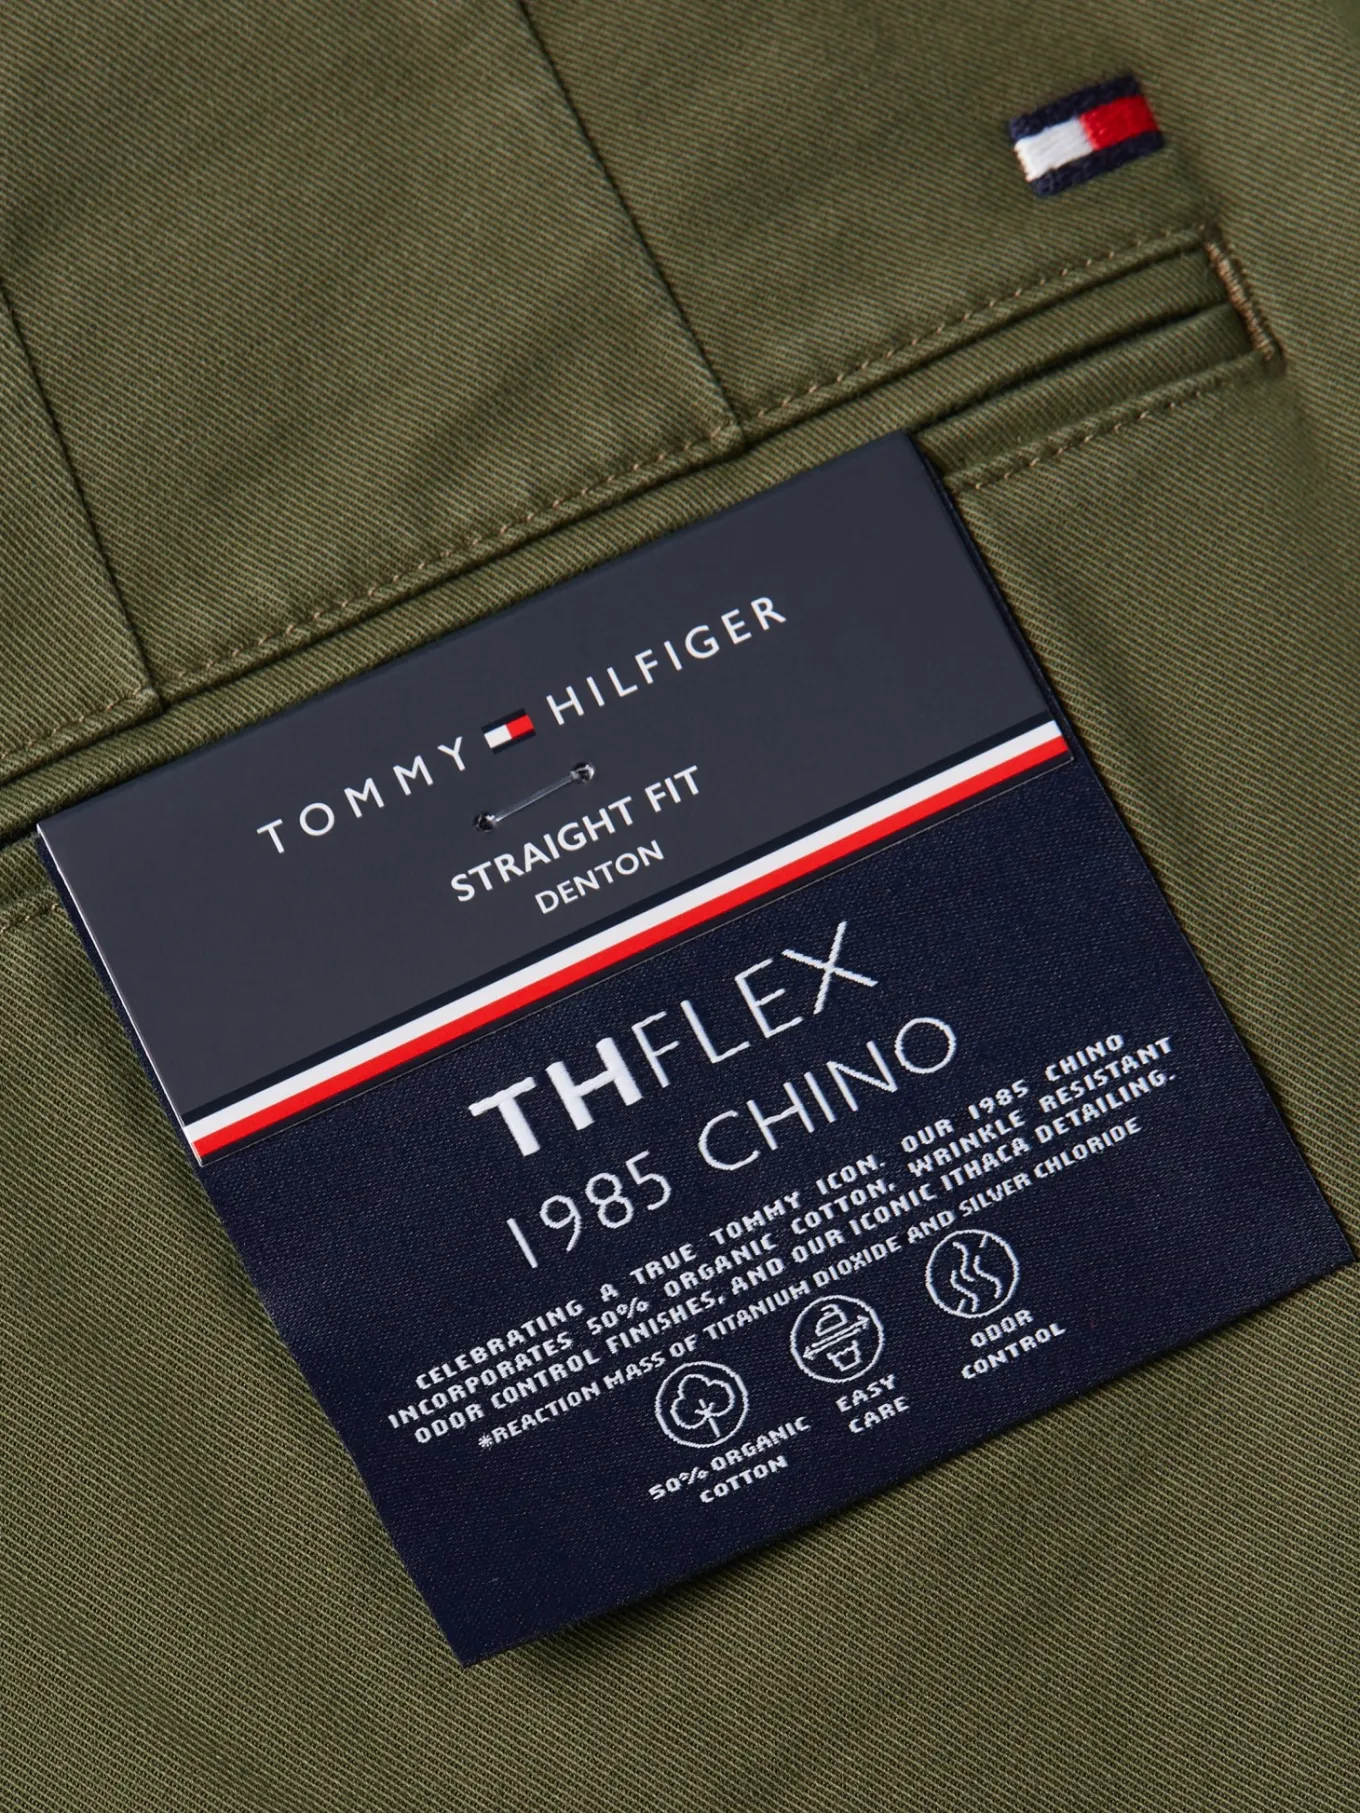 TOMMY HILFIGER
STRAIGHT FIT
DENTON
THFLEX
1985 CHINO
CELEBRATING A TRUE TOMMY ICON. OUR 1985 CHINO
INCORPORATES 50% ORGANIC COTTON, WRINKLE RESISTANT
ODOR CONTROL FINISHES, AND OUR ICONIC ITHACA DETAILING.
*REACTION MASS OF TITANIUM DIOXIDE AND SILVER CHLORIDE
50% ORGANIC
COTTON
EASY
CARE
ODOR
CONTROL